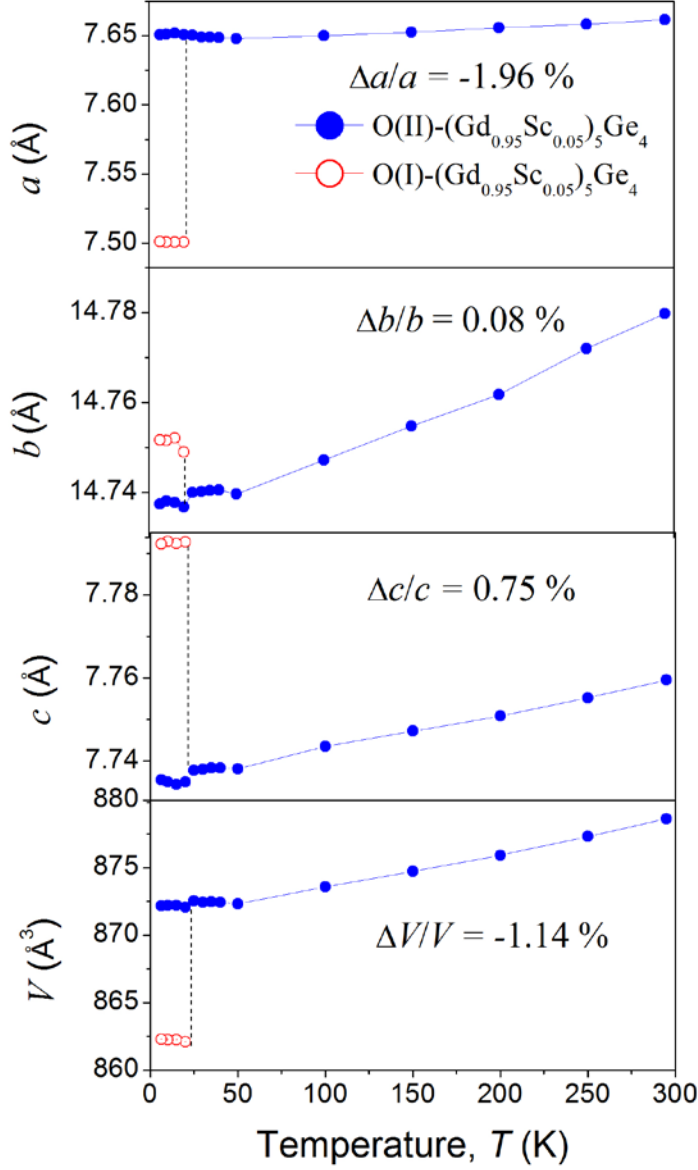 7.65
7.60
7.55
7.50
a (Å)
Δa/a = -1.96 %
O(II)-(Gd0.95Sc0.05)5Ge4
O(I)-(Gd0.95Sc0.05)5Ge4
14.78
14.76
14.74
b (Å)
Δb/b = 0.08 %
7.78
7.76
7.74
c (Å)
Δc/c = 0.75 %
880
875
870
865
860
V (Å³)
ΔV/V = -1.14 %
0 50 100 150 200 250 300
Temperature, T (K)